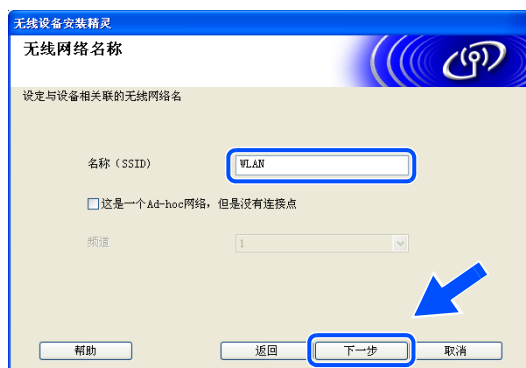 无线设备安装精灵
无线网络名称
设定与设备相关联的无线网络名
名称（SSID） WLAN
这是一个Ad-hoc网络，但是没有连接点
频道 1
帮助 返回 下一步 取消